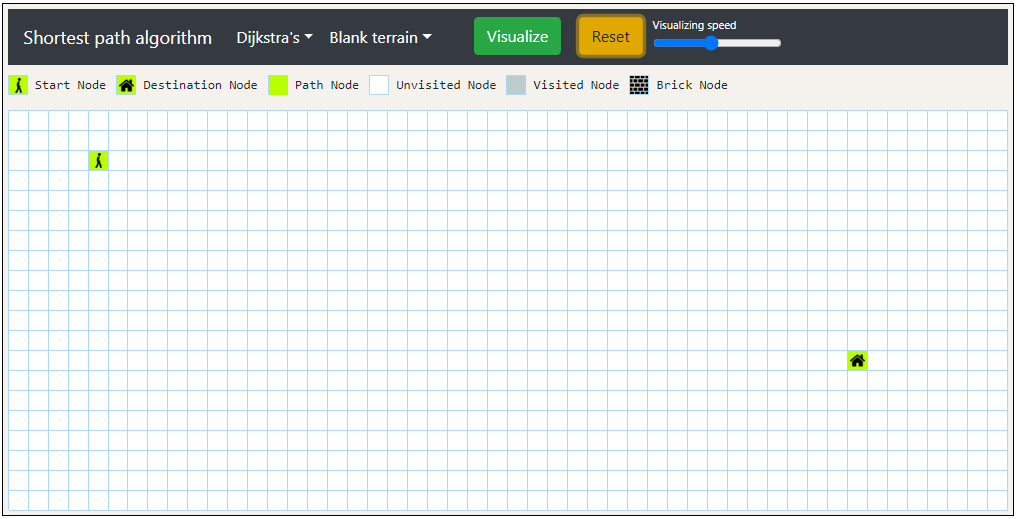 Shortest path algorithm Dijkstra's Blank terrain Visualize Reset Visualizing speed
Start Node Destination Node Path Node Unvisited Node Visited Node Brick Node